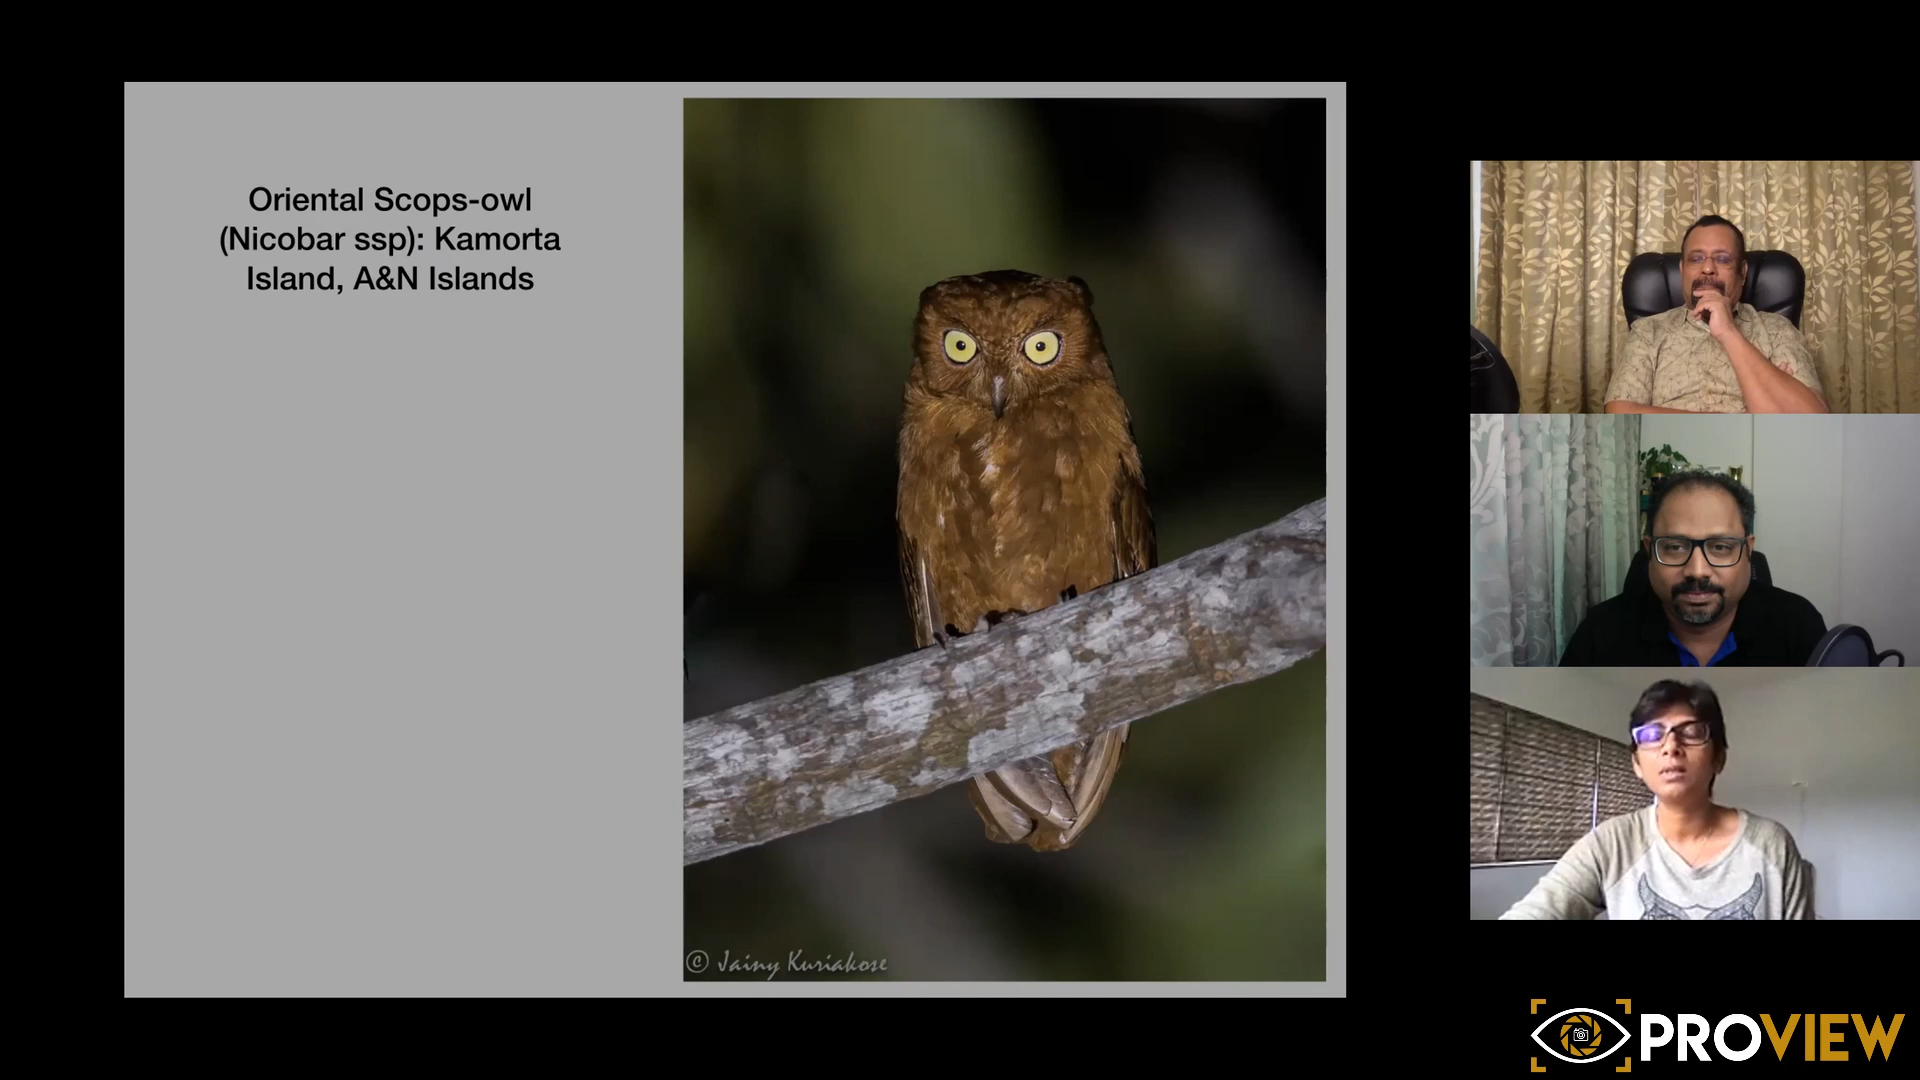 Oriental Scops-owl
(Nicobar ssp): Kamorta
Island, A&N Islands
© Jainy Kuriakose
PROVIEW